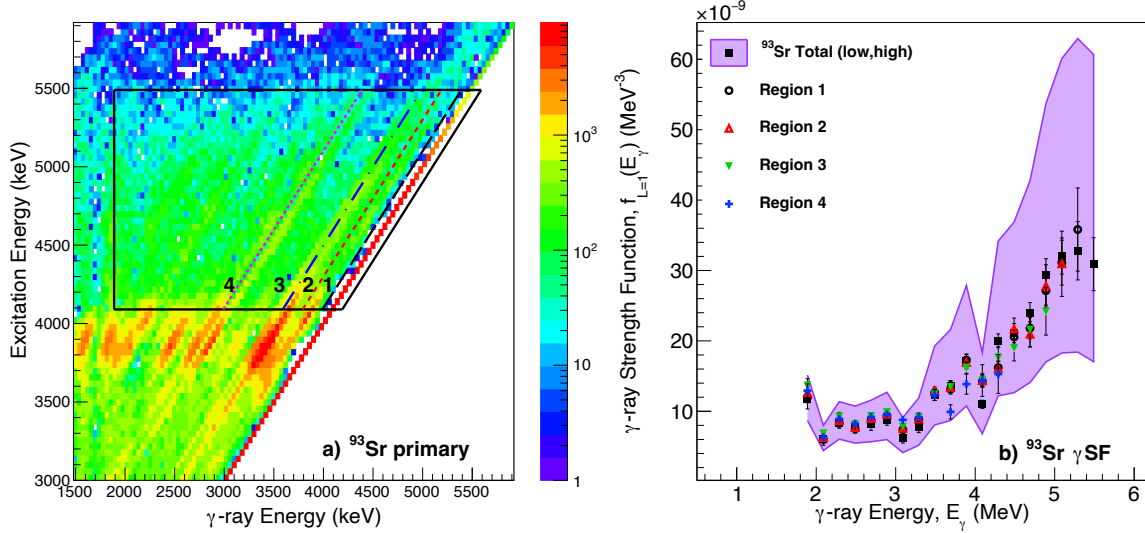 Excitation Energy (keV)
5500
5000
4500
4000
3500
3000
4
3
2
1
a) ⁹³Sr primary
1500 2000 2500 3000 3500 4000 4500 5000 5500
γ-ray Energy (keV)
10³
10²
10
1
×10⁻⁹
γ-ray Strength Function, f_{L=1}(E_γ) (MeV⁻³)
60
50
40
30
20
10
⁹³Sr Total (low,high)
Region 1
Region 2
Region 3
Region 4
b) ⁹³Sr γSF
1 2 3 4 5 6
γ-ray Energy, E_γ (MeV)